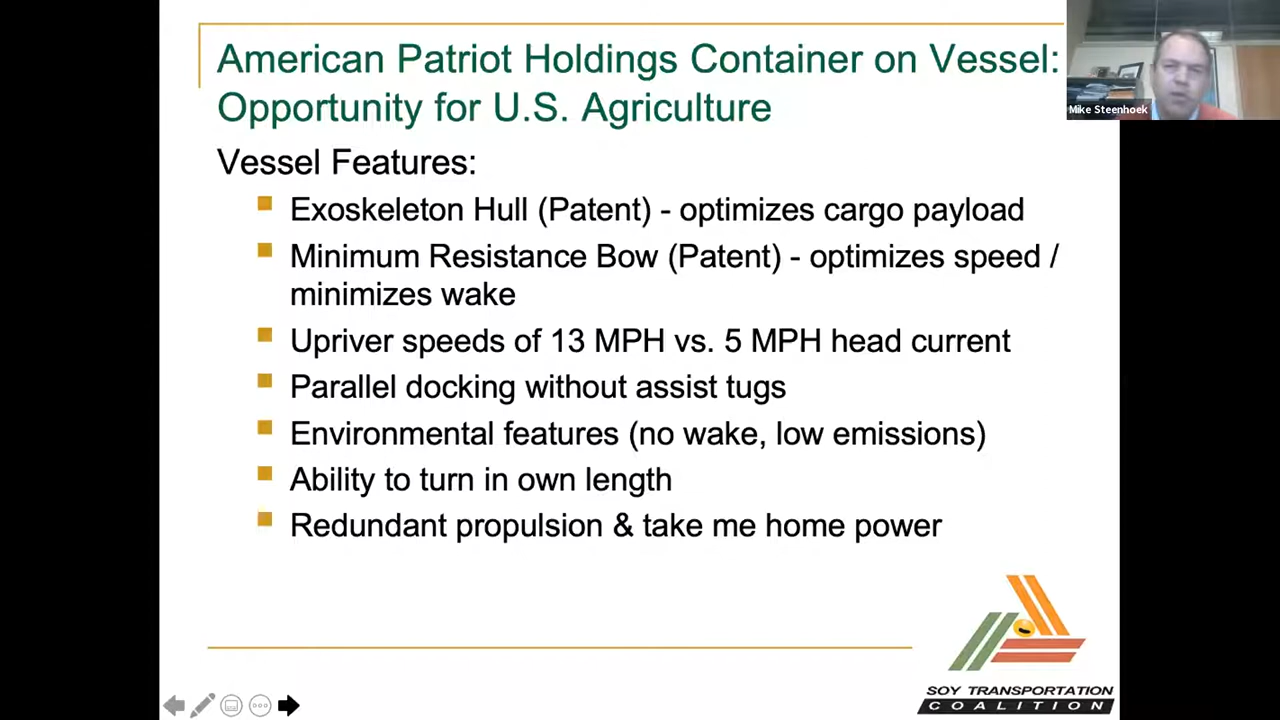 American Patriot Holdings Container on Vessel:
Opportunity for U.S. Agriculture
Mike Steenhoek
Vessel Features:
Exoskeleton Hull (Patent) - optimizes cargo payload
Minimum Resistance Bow (Patent) - optimizes speed /
minimizes wake
Upriver speeds of 13 MPH vs. 5 MPH head current
Parallel docking without assist tugs
Environmental features (no wake, low emissions)
Ability to turn in own length
Redundant propulsion & take me home power
SOY TRANSPORTATION
COALITION